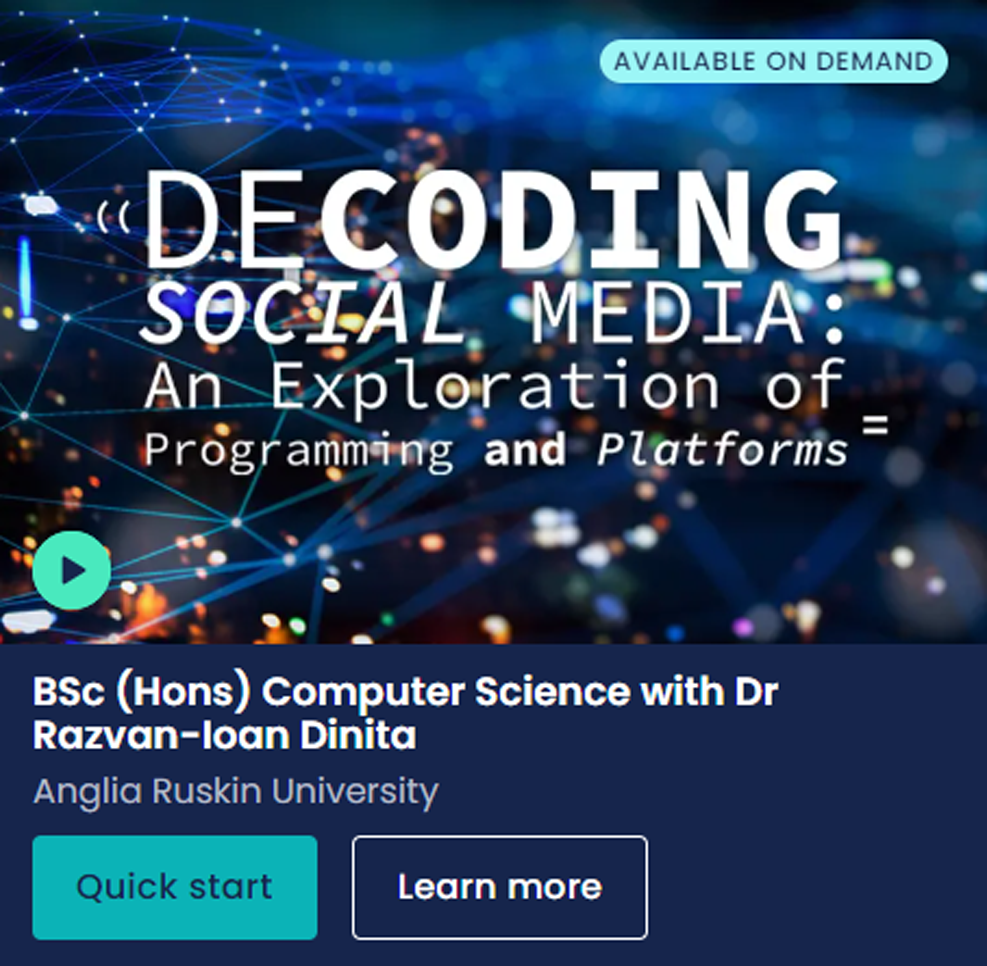 AVAILABLE ON DEMAND
((DECODING
SOCIAL MEDIA:
An Exploration of
Programming and Platforms =
BSc (Hons) Computer Science with Dr
Razvan-Ioan Dinita
Anglia Ruskin University
Quick start
Learn more